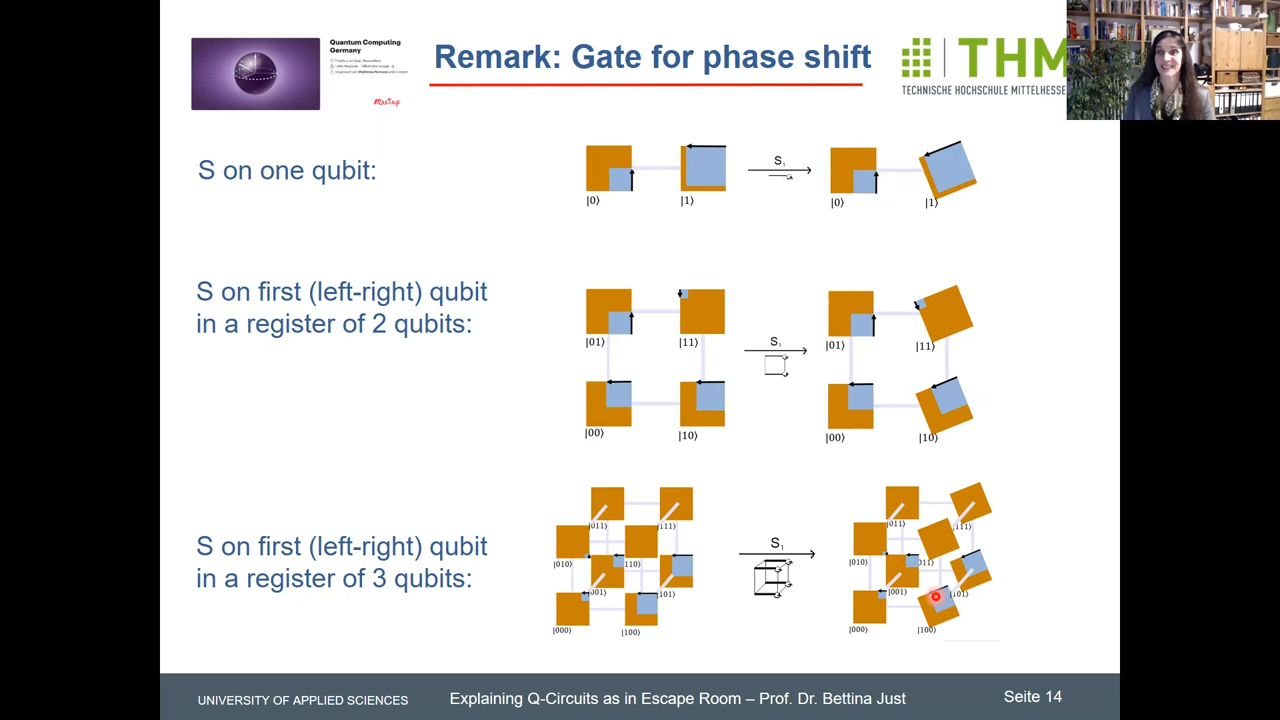 Quantum Computing
Germany
Meetup
Remark: Gate for phase shift
THM
TECHNISCHE HOCHSCHULE MITTELHESSE
S on one qubit:
|0⟩
|1⟩
S₁
|0⟩
|1⟩
S on first (left-right) qubit
in a register of 2 qubits:
|01⟩
|11⟩
S₁
|01⟩
|11⟩
|00⟩
|10⟩
|00⟩
|10⟩
S on first (left-right) qubit
in a register of 3 qubits:
|011⟩
|111⟩
S₁
|011⟩
|111⟩
|010⟩
|110⟩
|010⟩
|011⟩
|001⟩
|101⟩
|001⟩
|101⟩
|000⟩
|100⟩
|000⟩
|100⟩
UNIVERSITY OF APPLIED SCIENCES
Explaining Q-Circuits as in Escape Room – Prof. Dr. Bettina Just
Seite 14